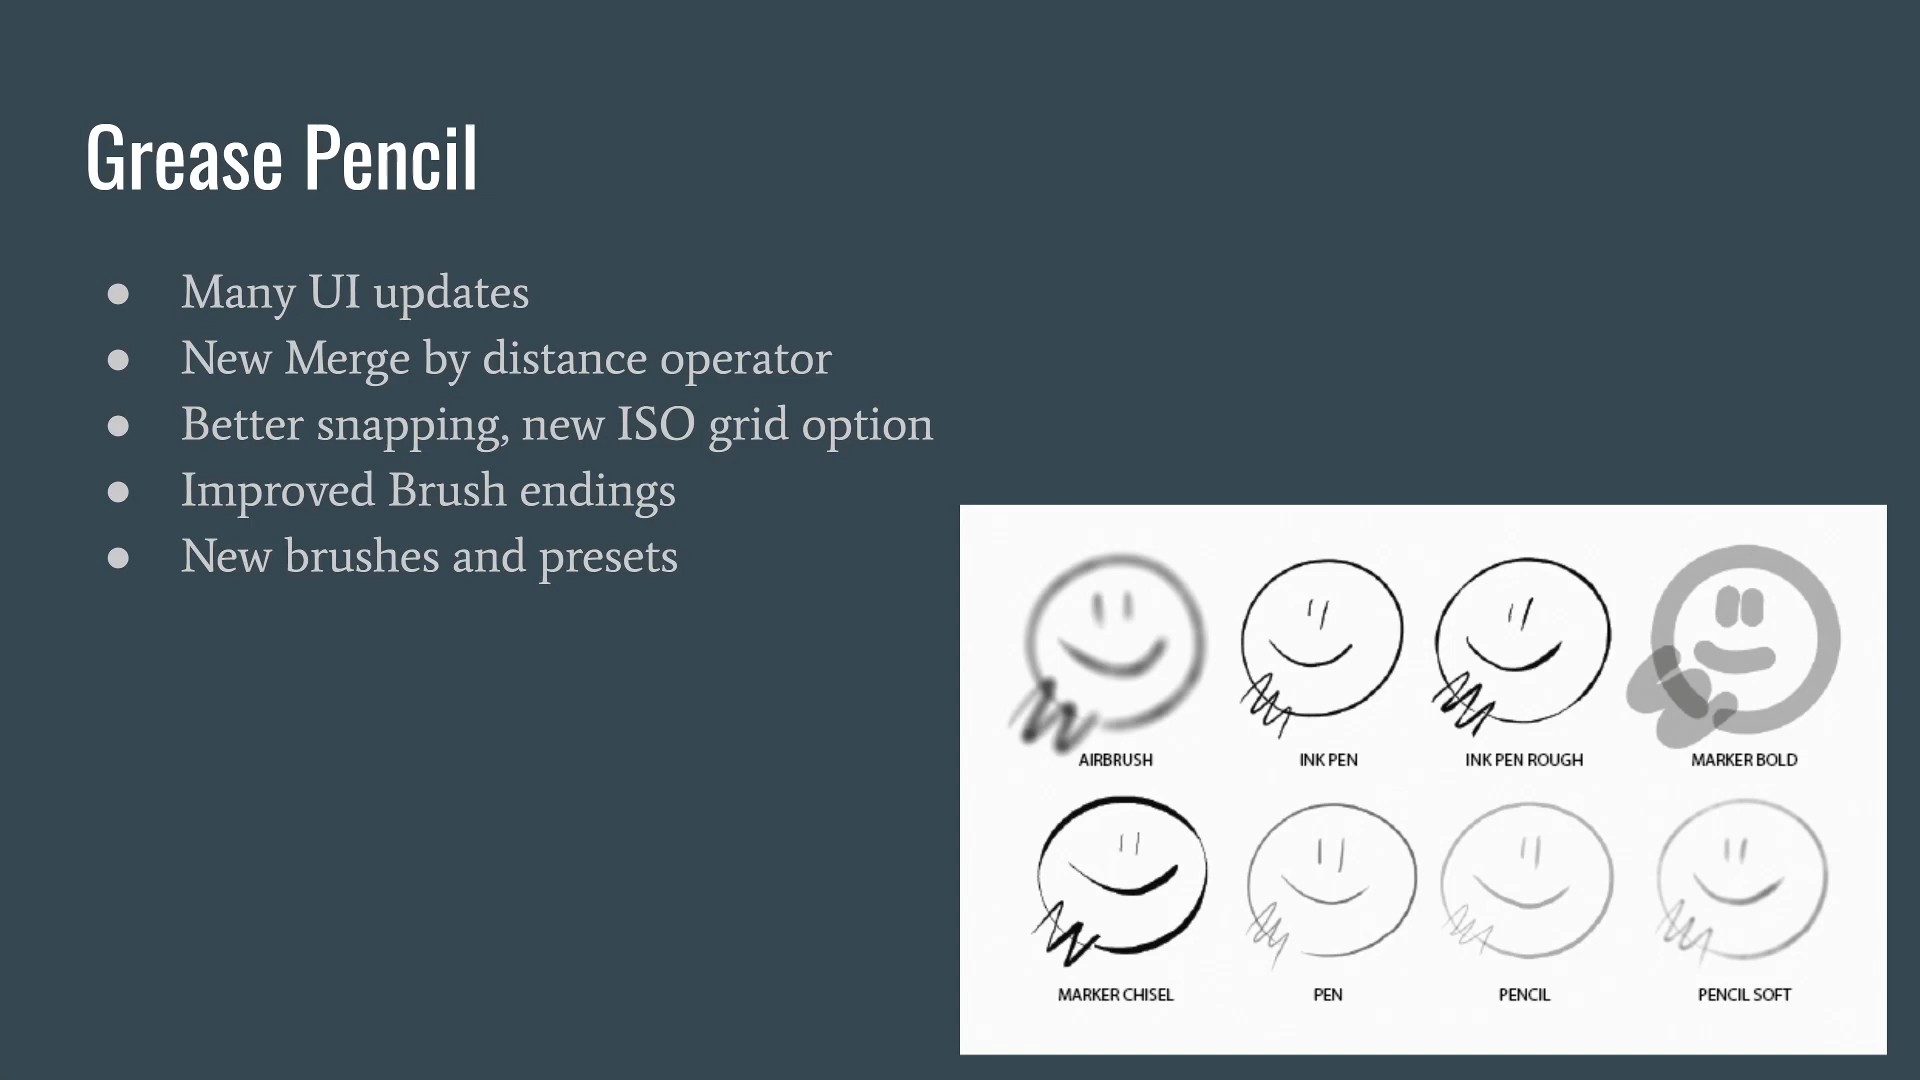 Grease Pencil
● Many UI updates
● New Merge by distance operator
● Better snapping, new ISO grid option
● Improved Brush endings
● New brushes and presets
AIRBRUSH INK PEN INK PEN ROUGH MARKER BOLD
MARKER CHISEL PEN PENCIL PENCIL SOFT